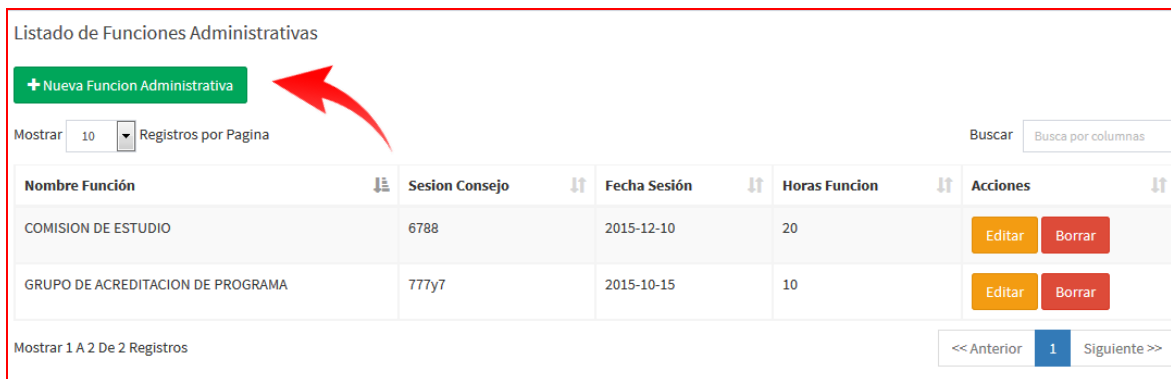 Listado de Funciones Administrativas
+ Nueva Funcion Administrativa
Mostrar 10 Registros por Pagina Buscar Busca por columnas
Nombre Función Sesion Consejo Fecha Sesión Horas Funcion Acciones
COMISION DE ESTUDIO 6788 2015-12-10 20 Editar Borrar
GRUPO DE ACREDITACION DE PROGRAMA 777y7 2015-10-15 10 Editar Borrar
Mostrar 1 A 2 De 2 Registros << Anterior 1 Siguiente >>